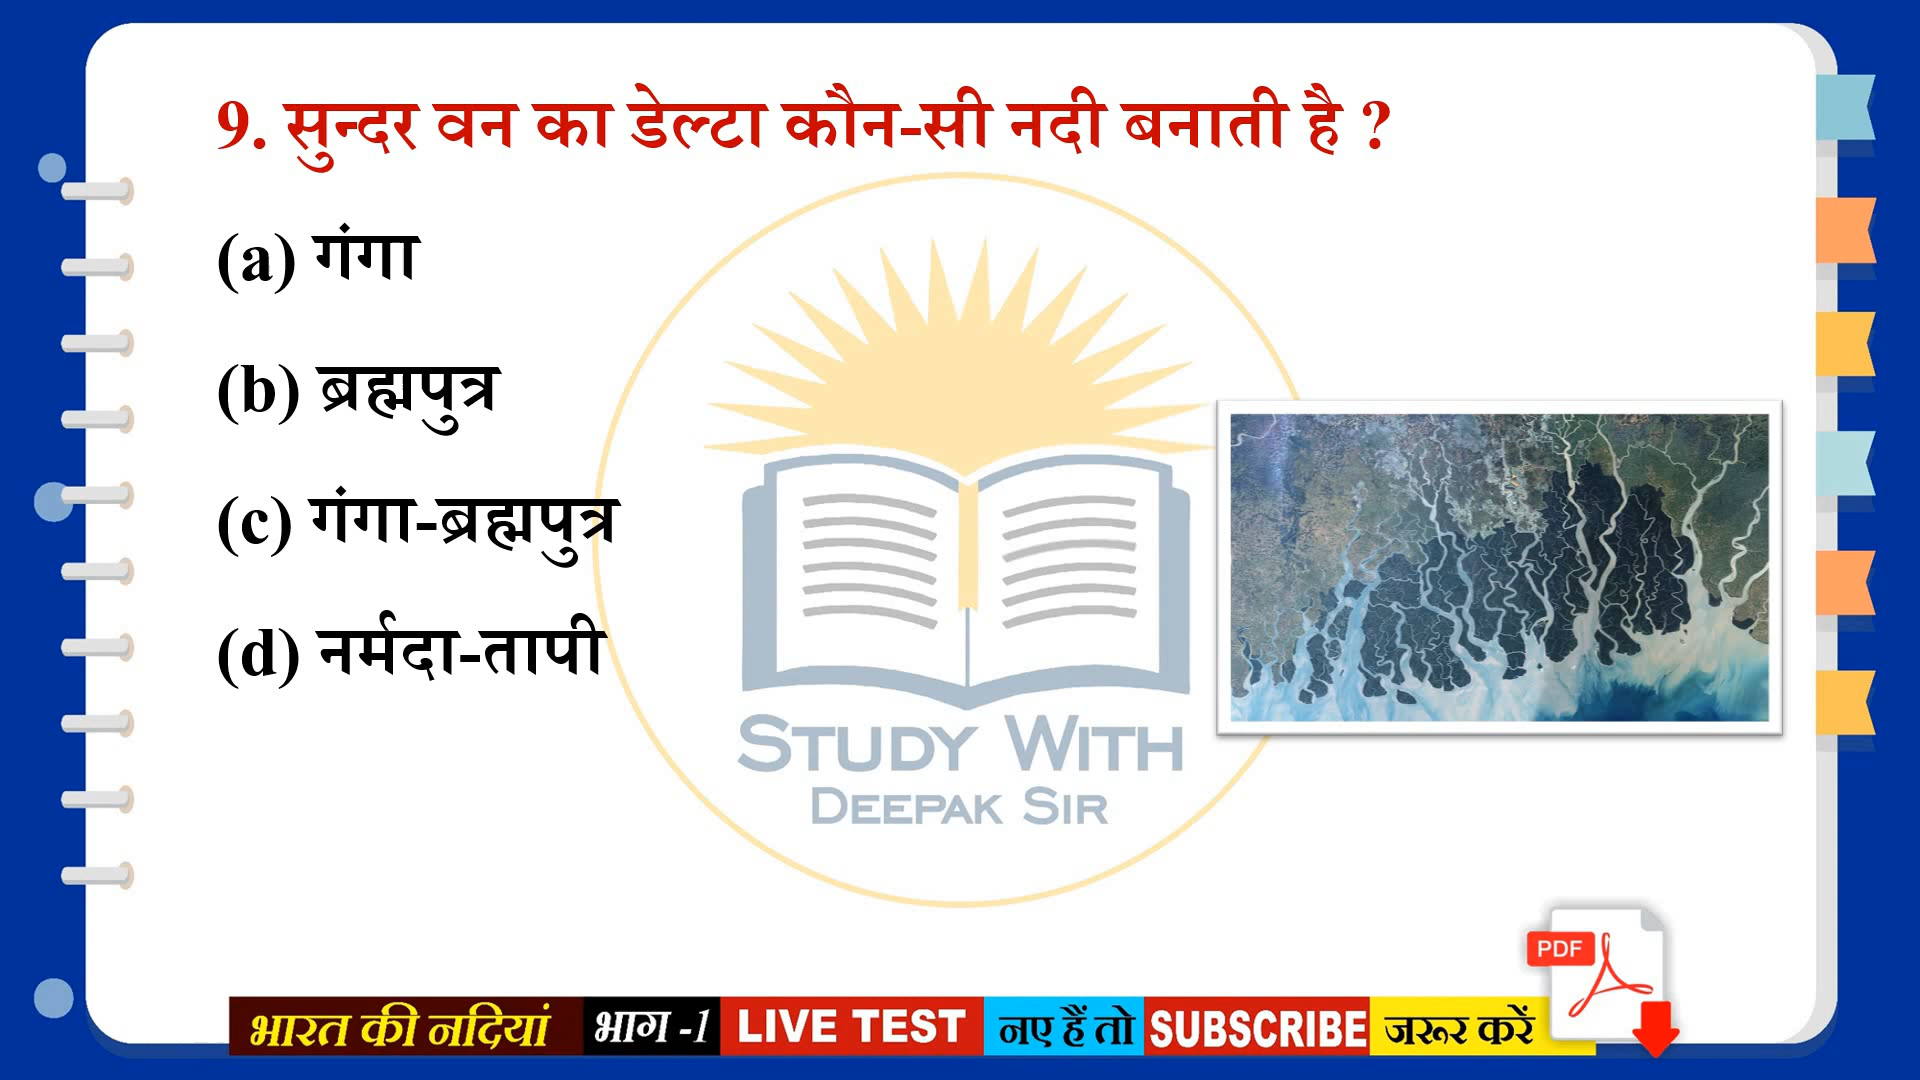 9. सुन्दर वन का डेल्टा कौन-सी नदी बनाती है ?
(a) गंगा
(b) ब्रह्मपुत्र
(c) गंगा-ब्रह्मपुत्र
(d) नर्मदा-तापी
STUDY WITH
DEEPAK SIR
PDF
भारत की नदियां भाग -1 LIVE TEST नए हैं तो SUBSCRIBE जरूर करें